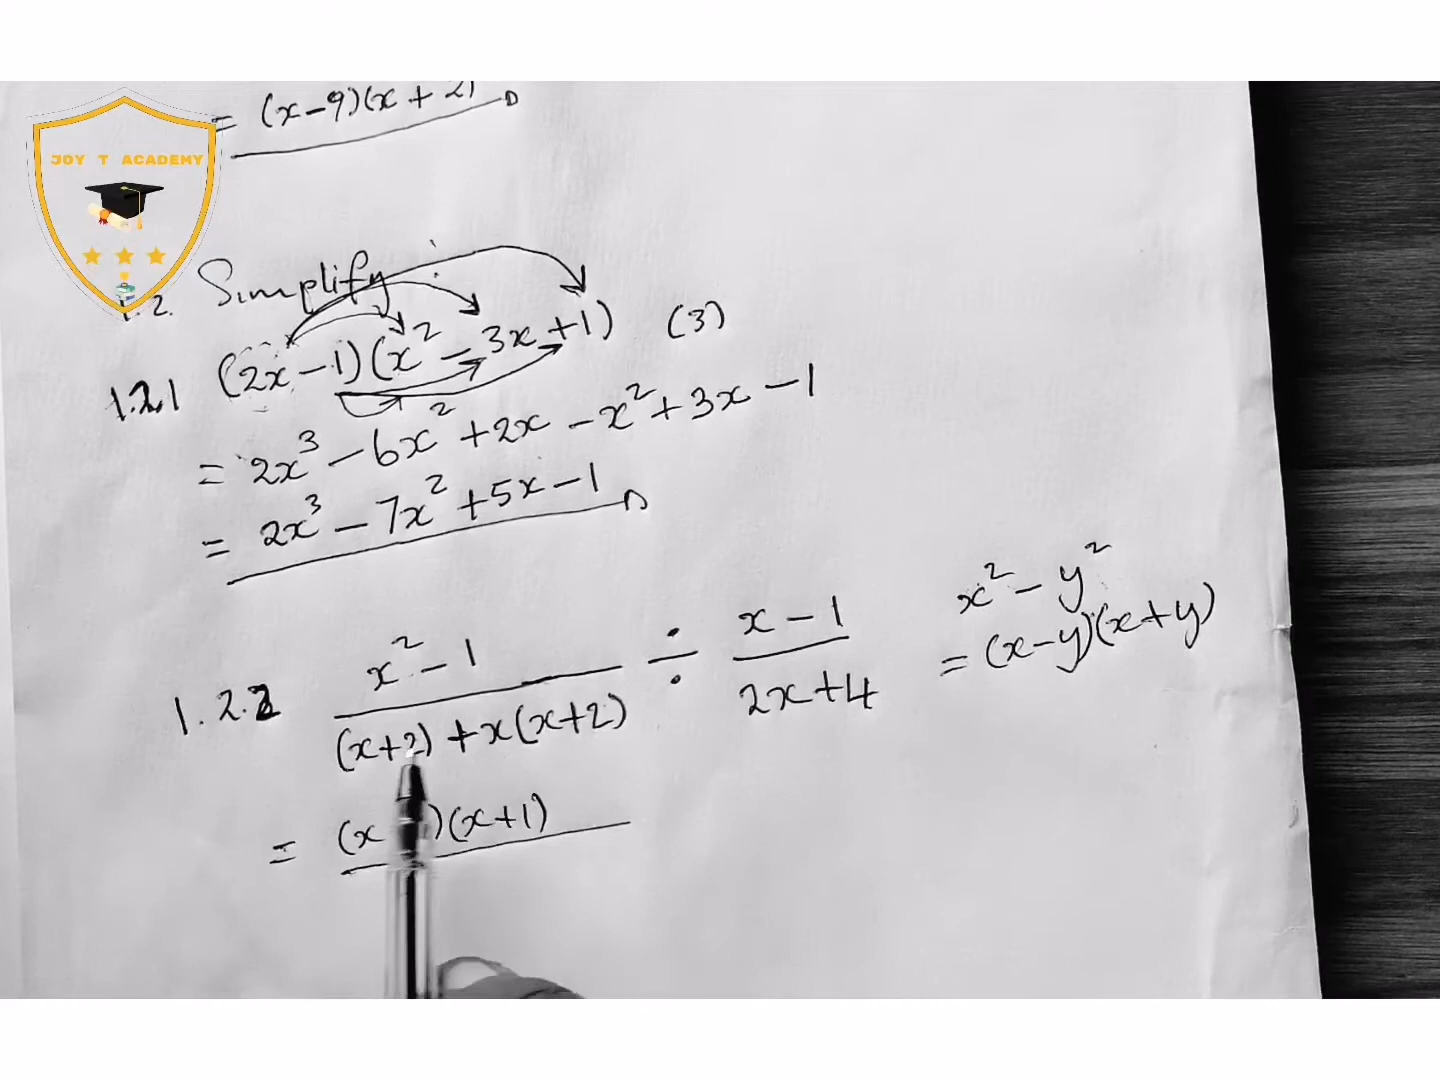 = (x-9)(x+2)
JOY T ACADEMY
1.2. Simplify :
1.2.1 (2x-1)(x² - 3x+1) (3)
= 2x³ - 6x² + 2x - x² + 3x - 1
= 2x³ - 7x² + 5x - 1
1.2.2 x² - 1 / (x+2) + x(x+2) ÷ x - 1 / 2x+4
x² - y²
= (x-y)(x+y)
= (x )(x+1)